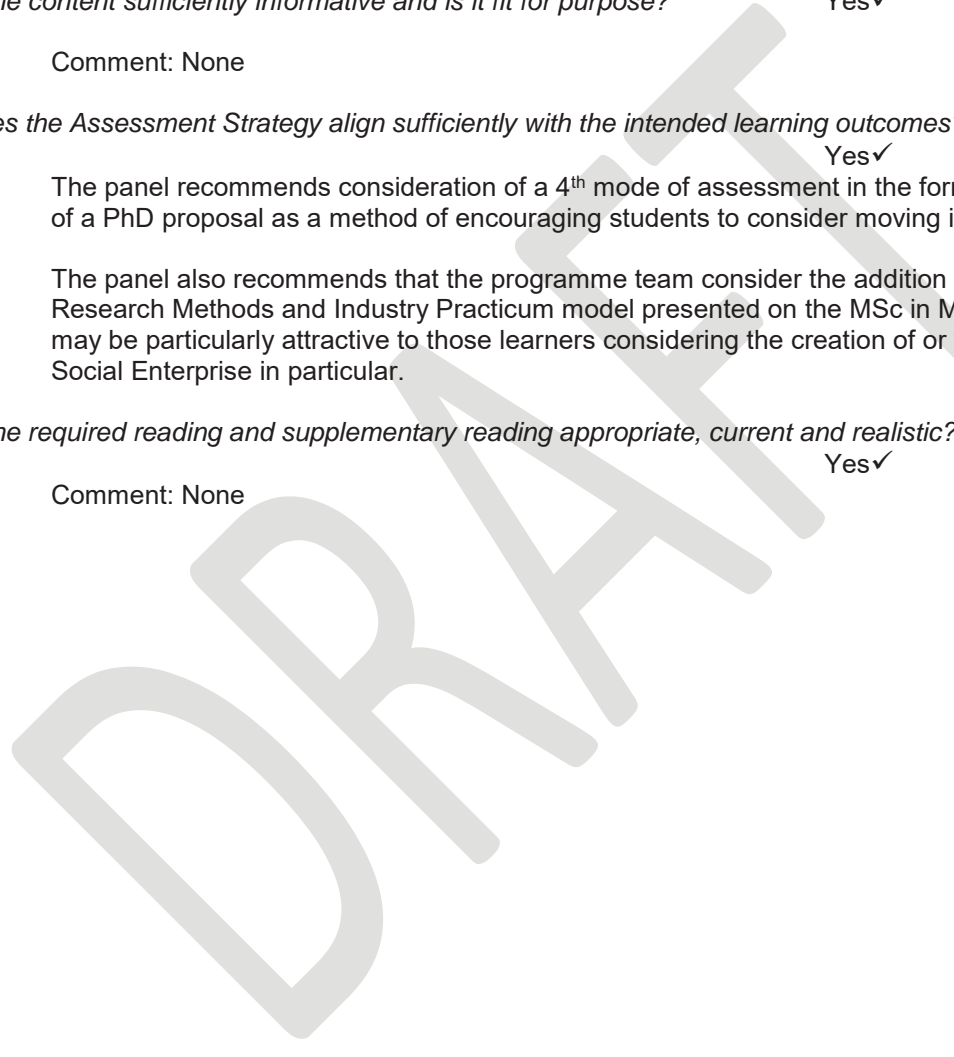 he content sufficiently informative and is it fit for purpose? Yes✓
Comment: None
es the Assessment Strategy align sufficiently with the intended learning outcomes
Yes✓
The panel recommends consideration of a 4th mode of assessment in the for
of a PhD proposal as a method of encouraging students to consider moving i
The panel also recommends that the programme team consider the addition
Research Methods and Industry Practicum model presented on the MSc in M
may be particularly attractive to those learners considering the creation of or
Social Enterprise in particular.
he required reading and supplementary reading appropriate, current and realistic?
Yes✓
Comment: None
DRAFT